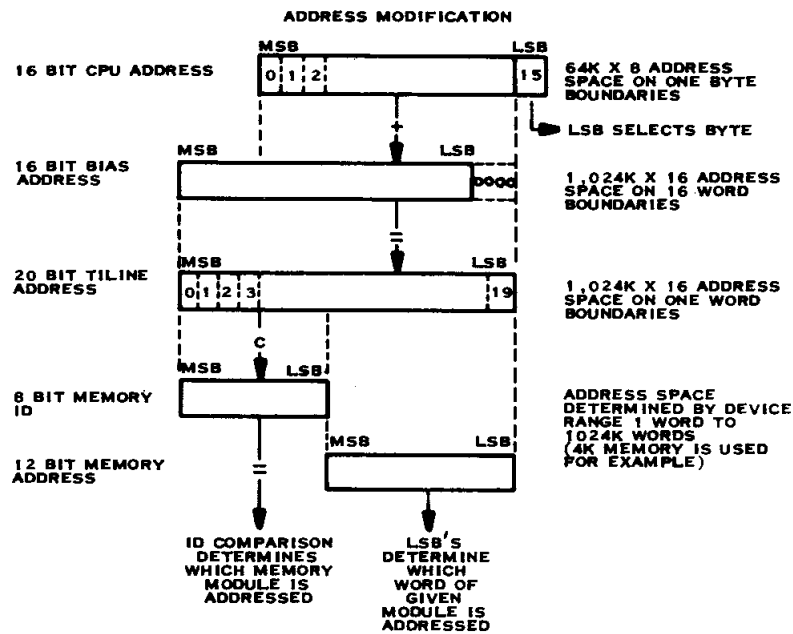 ADDRESS MODIFICATION
MSB
LSB
16 BIT CPU ADDRESS
0 1 2
15
64K X 8 ADDRESS
SPACE ON ONE BYTE
BOUNDARIES
+
LSB SELECTS BYTE
MSB
LSB
16 BIT BIAS
ADDRESS
0000
1,024K X 16 ADDRESS
SPACE ON 16 WORD
BOUNDARIES
=
MSB
LSB
20 BIT TILINE
ADDRESS
0 1 2 3
19
1,024K X 16 ADDRESS
SPACE ON ONE WORD
BOUNDARIES
C
MSB
LSB
8 BIT MEMORY
ID
ADDRESS SPACE
DETERMINED BY DEVICE
RANGE 1 WORD TO
1024K WORDS
(4K MEMORY IS USED
FOR EXAMPLE)
MSB
LSB
12 BIT MEMORY
ADDRESS
=
ID COMPARISON
DETERMINES
WHICH MEMORY
MODULE IS
ADDRESSED
LSB'S
DETERMINE
WHICH
WORD OF
GIVEN
MODULE IS
ADDRESSED